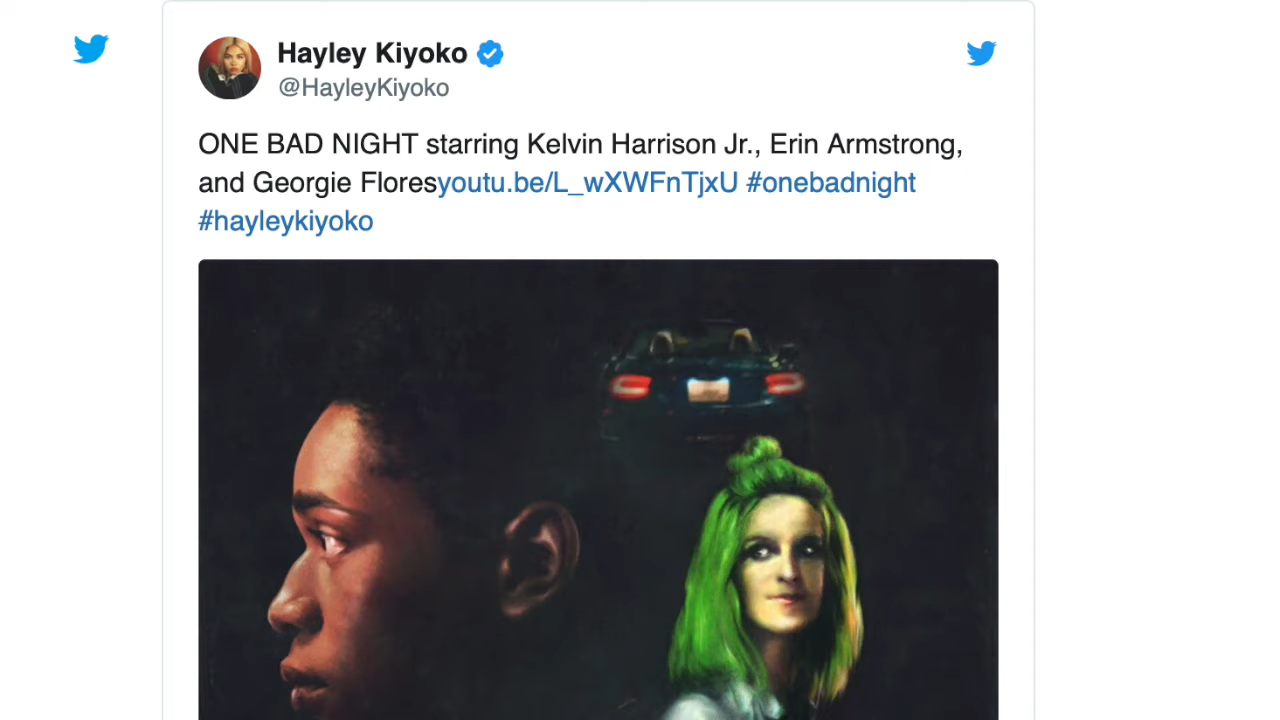 Hayley Kiyoko
@HayleyKiyoko
ONE BAD NIGHT starring Kelvin Harrison Jr., Erin Armstrong,
and Georgie Floresyoutu.be/L_wXWFnTjxU #onebadnight
#hayleykiyoko